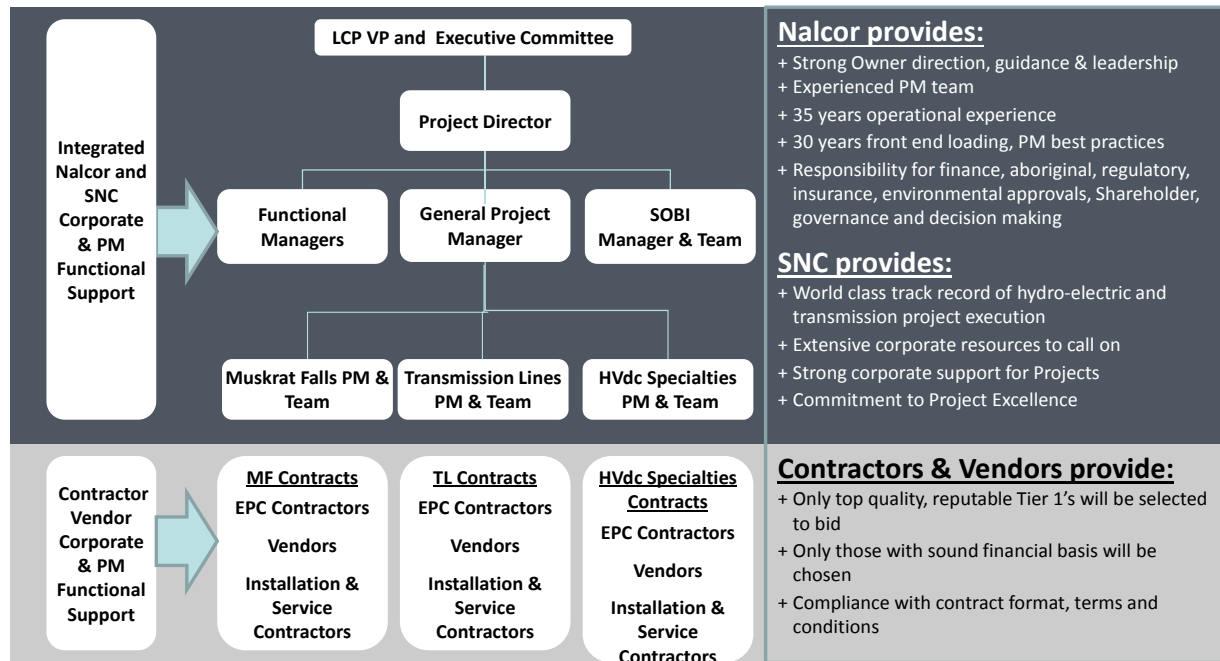 LCP VP and Executive Committee
Project Director
Integrated
Nalcor and
SNC
Corporate
& PM
Functional
Support
Functional
Managers
General Project
Manager
SOBI
Manager & Team
Muskrat Falls PM &
Team
Transmission Lines
PM & Team
HVdc Specialties
PM & Team
Contractor
Vendor
Corporate
& PM
Functional
Support
MF Contracts
EPC Contractors
Vendors
Installation &
Service
Contractors
TL Contracts
EPC Contractors
Vendors
Installation &
Service
Contractors
HVdc Specialties
Contracts
EPC Contractors
Vendors
Installation &
Service
Contractors
Nalcor provides:
+ Strong Owner direction, guidance & leadership
+ Experienced PM team
+ 35 years operational experience
+ 30 years front end loading, PM best practices
+ Responsibility for finance, aboriginal, regulatory,
insurance, environmental approvals, Shareholder,
governance and decision making
SNC provides:
+ World class track record of hydro-electric and
transmission project execution
+ Extensive corporate resources to call on
+ Strong corporate support for Projects
+ Commitment to Project Excellence
Contractors & Vendors provide:
+ Only top quality, reputable Tier 1's will be selected
to bid
+ Only those with sound financial basis will be
chosen
+ Compliance with contract format, terms and
conditions